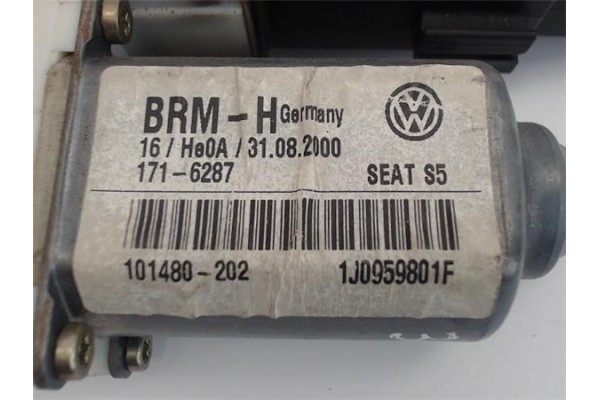 BRM-H Germany
16/He0A/31.08.2000
171-6287 SEAT S5
101480-202 1J0959801F